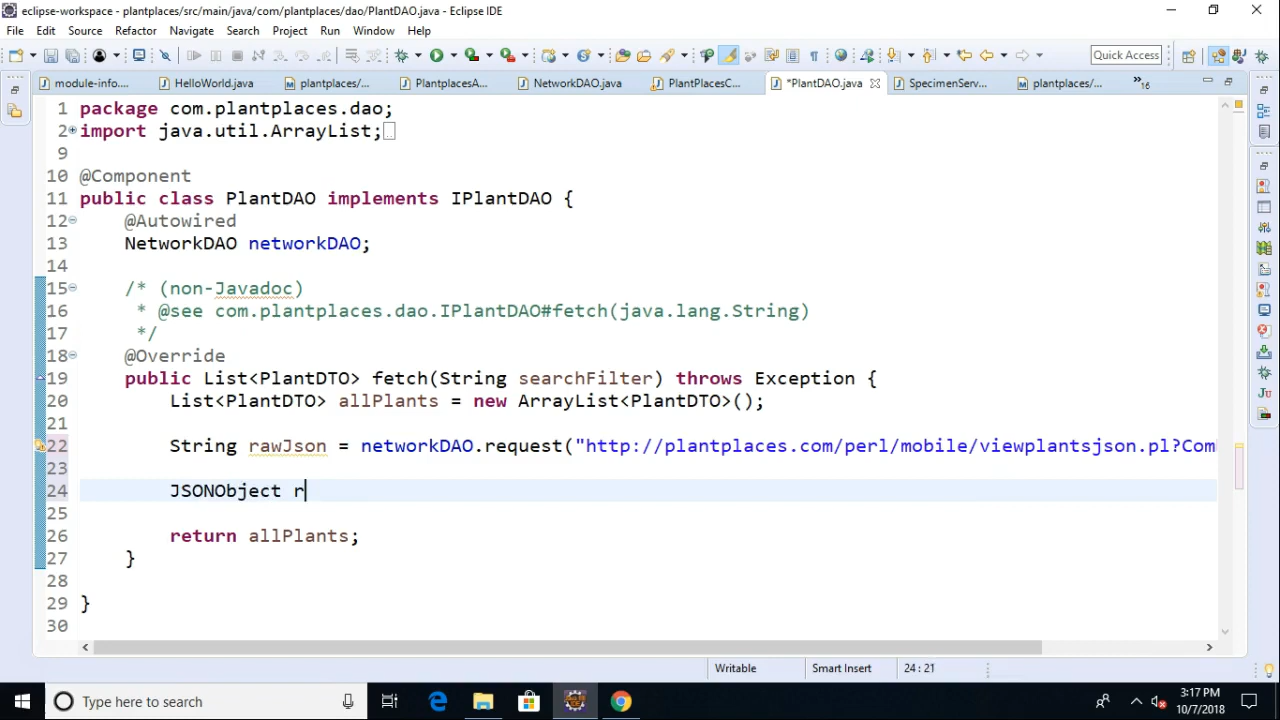 eclipse-workspace - plantplaces/src/main/java/com/plantplaces/dao/PlantDAO.java - Eclipse IDE
File Edit Source Refactor Navigate Search Project Run Window Help
Quick Access
module-info.... HelloWorld.java plantplaces/... PlantplacesA... NetworkDAO.java PlantPlacesC... *PlantDAO.java SpecimenServ... plantplaces/... »16
1 package com.plantplaces.dao;
2 import java.util.ArrayList;
9
10 @Component
11 public class PlantDAO implements IPlantDAO {
12 @Autowired
13 NetworkDAO networkDAO;
14
15 /* (non-Javadoc)
16 * @see com.plantplaces.dao.IPlantDAO#fetch(java.lang.String)
17 */
18 @Override
19 public List<PlantDTO> fetch(String searchFilter) throws Exception {
20 List<PlantDTO> allPlants = new ArrayList<PlantDTO>();
21
22 String rawJson = networkDAO.request("http://plantplaces.com/perl/mobile/viewplantsjson.pl?Com
23
24 JSONObject r
25
26 return allPlants;
27 }
28
29 }
30
Writable Smart Insert 24 : 21
Type here to search
3:17 PM
10/7/2018